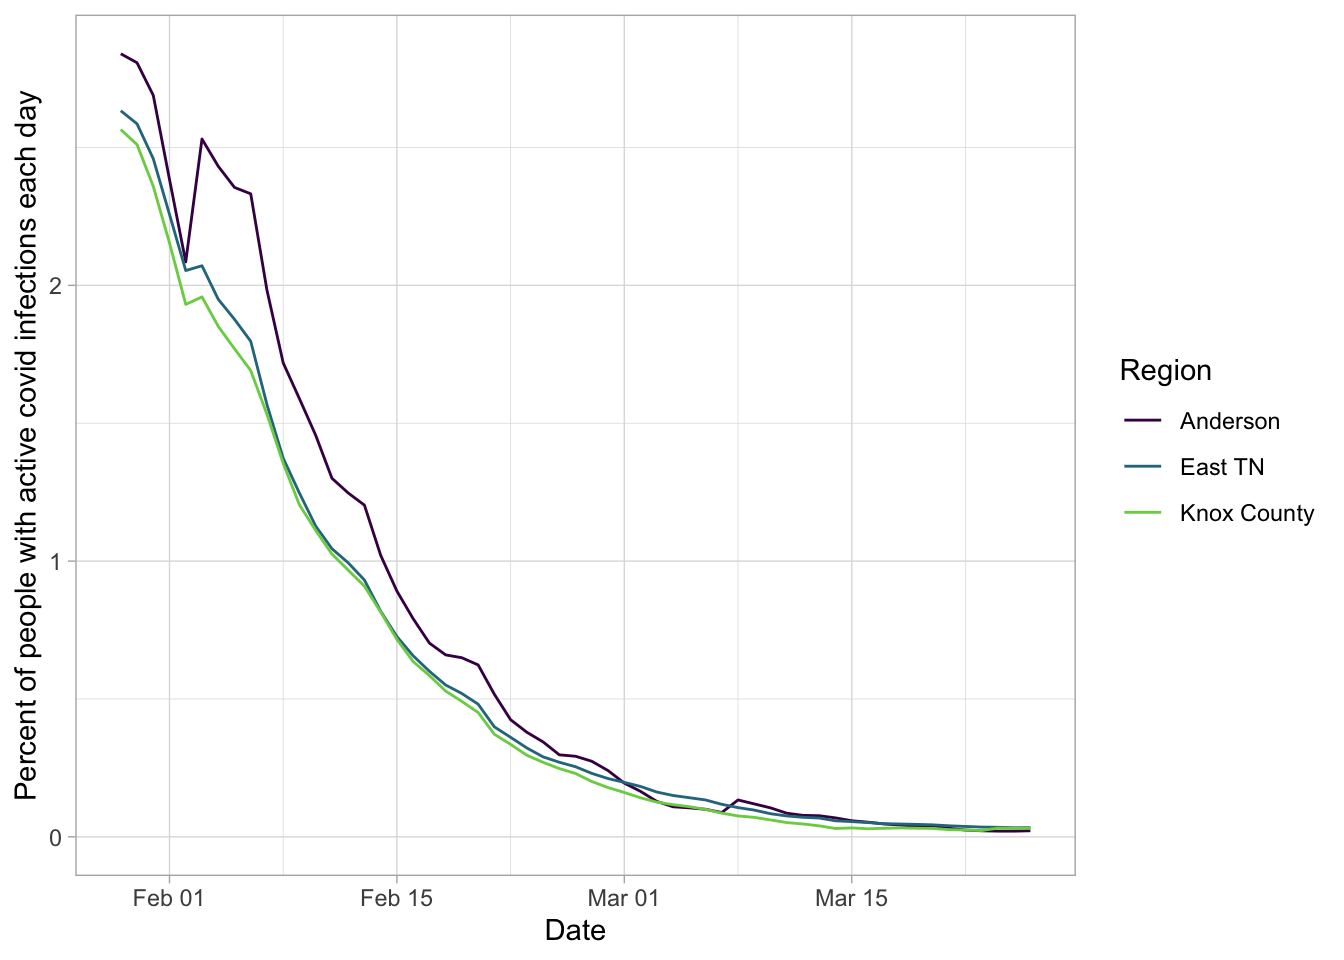 Percent of people with active covid infections each day
2
1
0
Feb 01
Feb 15
Mar 01
Mar 15
Date
Region
Anderson
East TN
Knox County